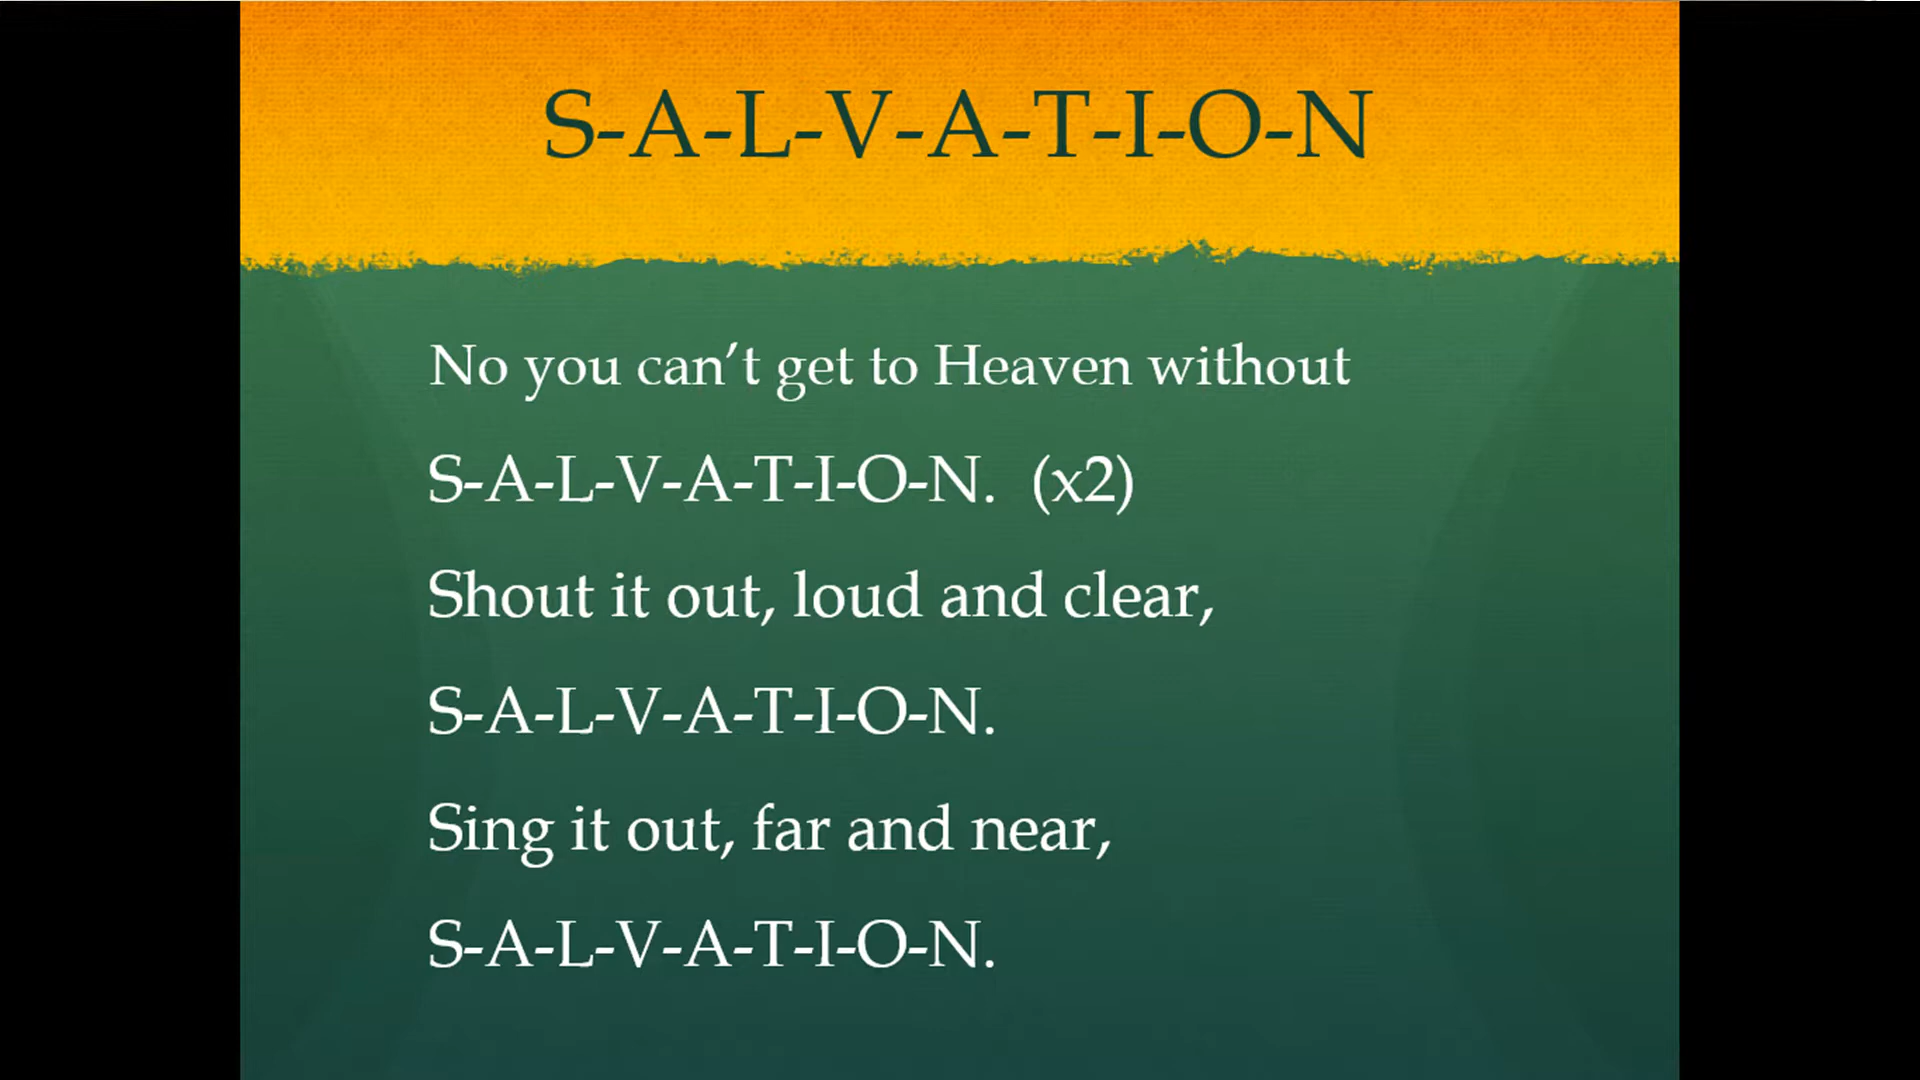 S-A-L-V-A-T-I-O-N
No you can’t get to Heaven without
S-A-L-V-A-T-I-O-N.  (x2)
Shout it out, loud and clear,
S-A-L-V-A-T-I-O-N.
Sing it out, far and near,
S-A-L-V-A-T-I-O-N.